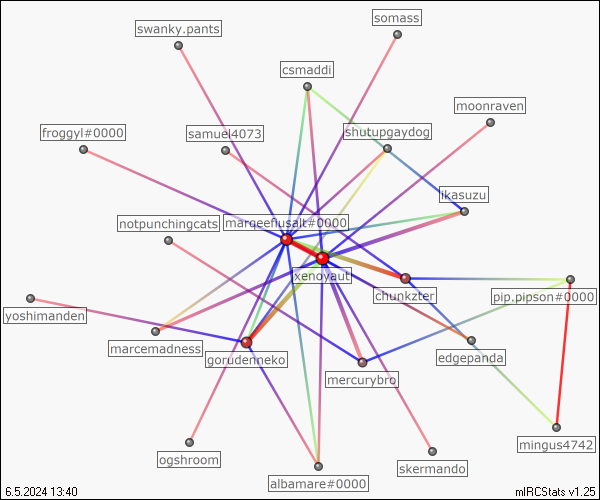 somass
swanky.pants
csmaddi
moonraven
froggyl#0000
samuel4073
shutupgaydog
ikasuzu
notpunchingcats
marqeefiusalt#0000
xenoyaut
chunkzter
pip.pipson#0000
yoshimanden
marcemadness
gorudenneko
edgepanda
mercurybro
mingus4742
ogshroom
skermando
albamare#0000
6.5.2024 13:40
mIRCStats v1.25